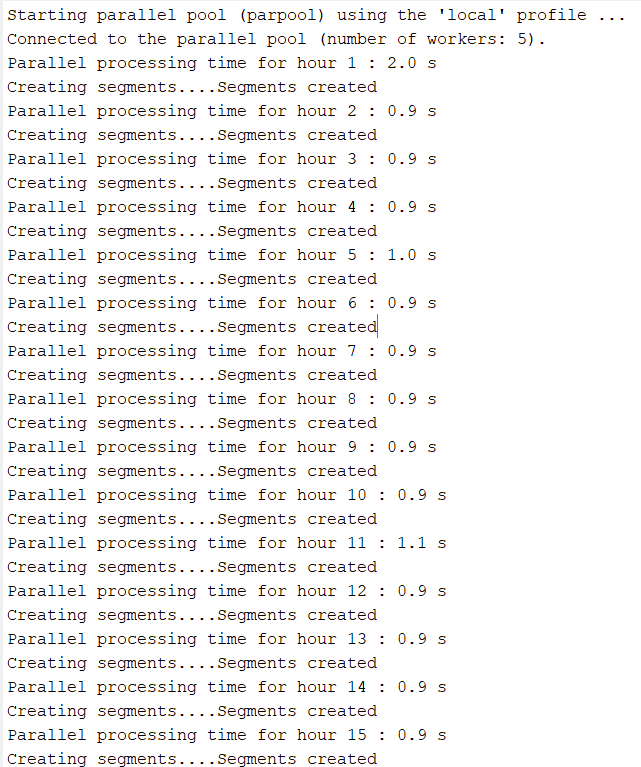 Starting parallel pool (parpool) using the 'local' profile ...
Connected to the parallel pool (number of workers: 5).
Parallel processing time for hour 1 : 2.0 s
Creating segments....Segments created
Parallel processing time for hour 2 : 0.9 s
Creating segments....Segments created
Parallel processing time for hour 3 : 0.9 s
Creating segments....Segments created
Parallel processing time for hour 4 : 0.9 s
Creating segments....Segments created
Parallel processing time for hour 5 : 1.0 s
Creating segments....Segments created
Parallel processing time for hour 6 : 0.9 s
Creating segments....Segments created
Parallel processing time for hour 7 : 0.9 s
Creating segments....Segments created
Parallel processing time for hour 8 : 0.9 s
Creating segments....Segments created
Parallel processing time for hour 9 : 0.9 s
Creating segments....Segments created
Parallel processing time for hour 10 : 0.9 s
Creating segments....Segments created
Parallel processing time for hour 11 : 1.1 s
Creating segments....Segments created
Parallel processing time for hour 12 : 0.9 s
Creating segments....Segments created
Parallel processing time for hour 13 : 0.9 s
Creating segments....Segments created
Parallel processing time for hour 14 : 0.9 s
Creating segments....Segments created
Parallel processing time for hour 15 : 0.9 s
Creating segments....Segments created